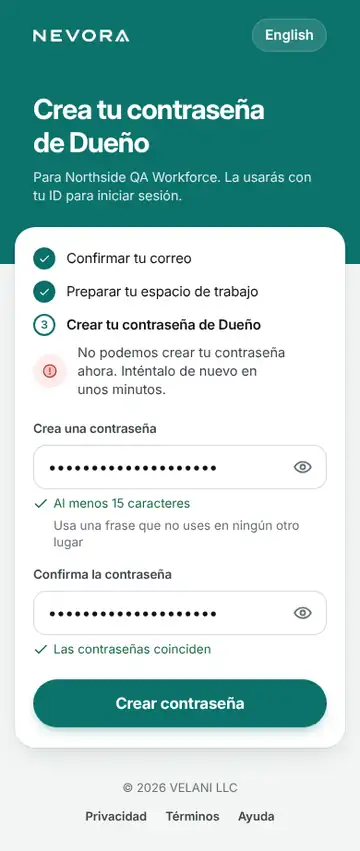 NEVORA
English
Crea tu contraseña
de Dueño
Para Northside QA Workforce. La usarás con
tu ID para iniciar sesión.
Confirmar tu correo
Preparar tu espacio de trabajo
3 Crear tu contraseña de Dueño
No podemos crear tu contraseña
ahora. Inténtalo de nuevo en
unos minutos.
Crea una contraseña
••••••••••••••••••••
Al menos 15 caracteres
Usa una frase que no uses en ningún otro
lugar
Confirma la contraseña
••••••••••••••••••••
Las contraseñas coinciden
Crear contraseña
© 2026 VELANI LLC
Privacidad Términos Ayuda